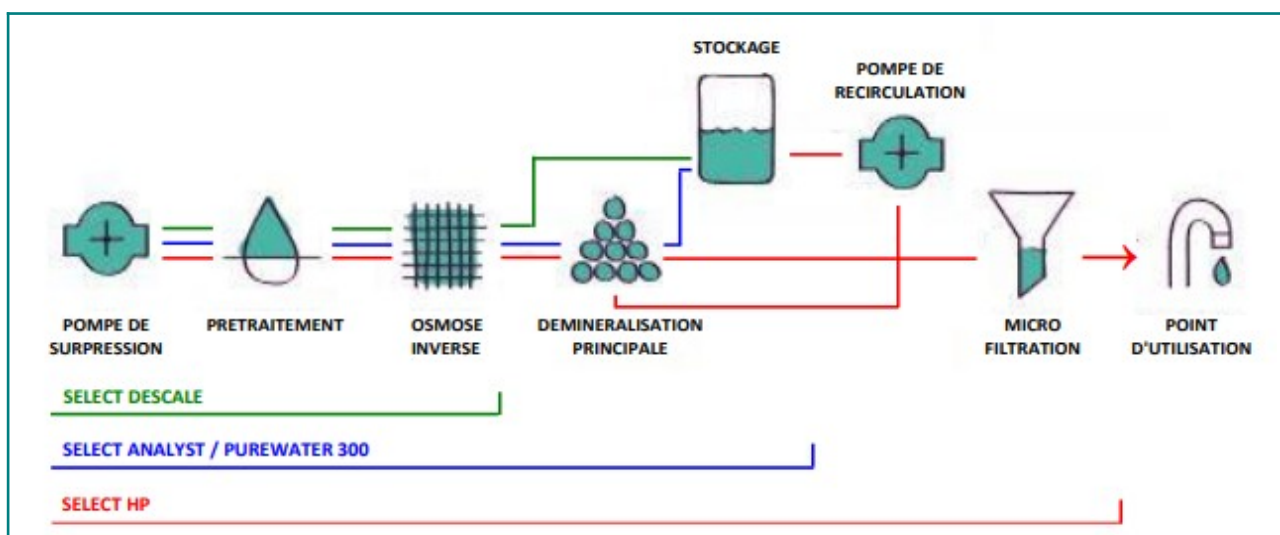 STOCKAGE
POMPE DE
RECIRCULATION
POMPE DE
SURPRESSION
PRETRAITEMENT
OSMOSE
INVERSE
DEMINERALISATION
PRINCIPALE
MICRO
FILTRATION
POINT
D'UTILISATION
SELECT DESCALE
SELECT ANALYST / PUREWATER 300
SELECT HP